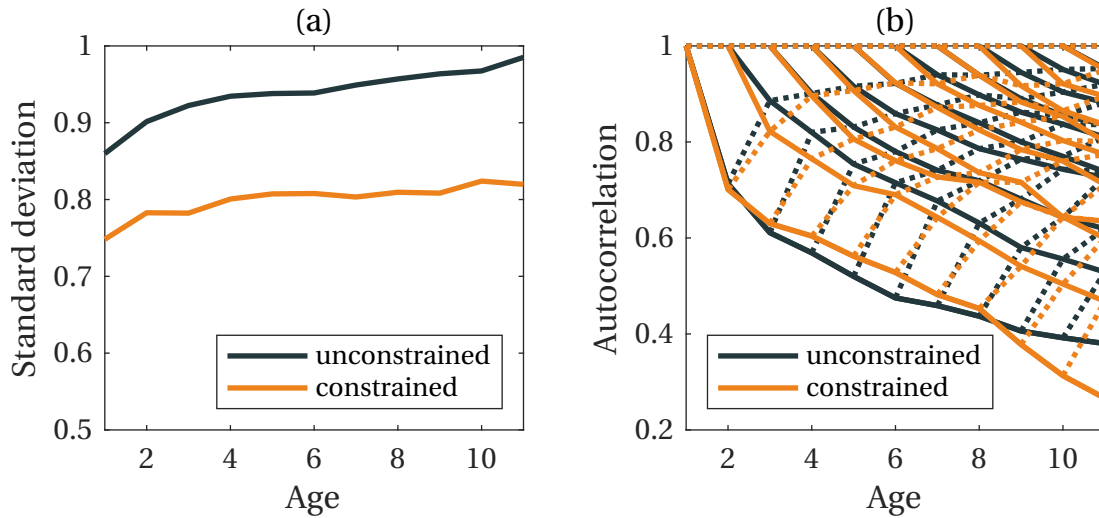 (a)
Standard deviation
1
0.9
0.8
0.7
0.6
0.5
2 4 6 8 10
Age
unconstrained
constrained
(b)
Autocorrelation
1
0.8
0.6
0.4
0.2
2 4 6 8 10
Age
unconstrained
constrained